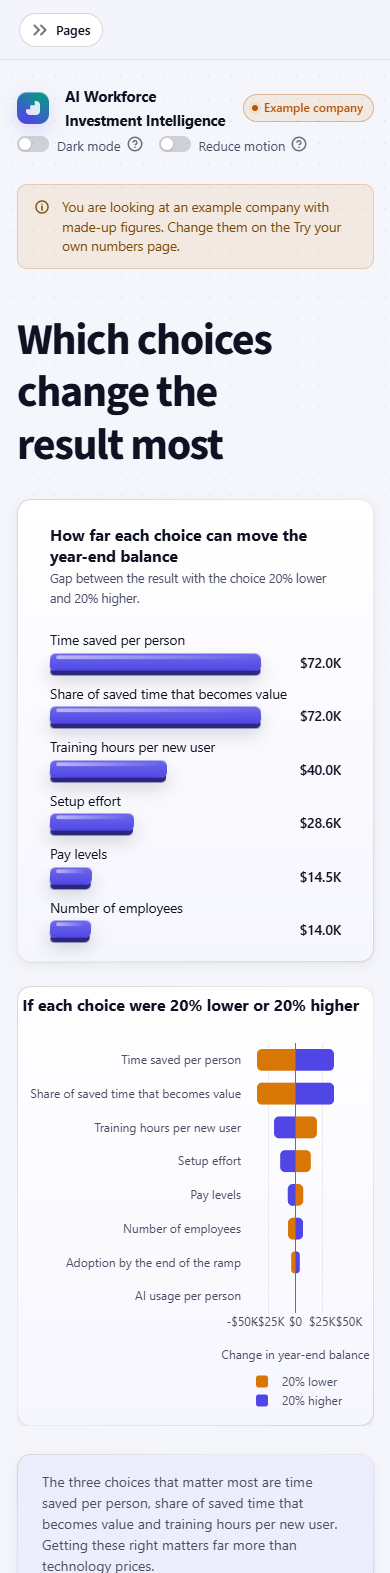 Pages
AI Workforce
Investment Intelligence
Example company
Dark mode
Reduce motion
You are looking at an example company with
made-up figures. Change them on the Try your
own numbers page.
Which choices
change the
result most
How far each choice can move the
year-end balance
Gap between the result with the choice 20% lower
and 20% higher.
Time saved per person
$72.0K
Share of saved time that becomes value
$72.0K
Training hours per new user
$40.0K
Setup effort
$28.6K
Pay levels
$14.5K
Number of employees
$14.0K
If each choice were 20% lower or 20% higher
Time saved per person
Share of saved time that becomes value
Training hours per new user
Setup effort
Pay levels
Number of employees
Adoption by the end of the ramp
AI usage per person
-$50K -$25K $0 $25K $50K
Change in year-end balance
20% lower
20% higher
The three choices that matter most are time
saved per person, share of saved time that
becomes value and training hours per new user.
Getting these right matters far more than
technology prices.